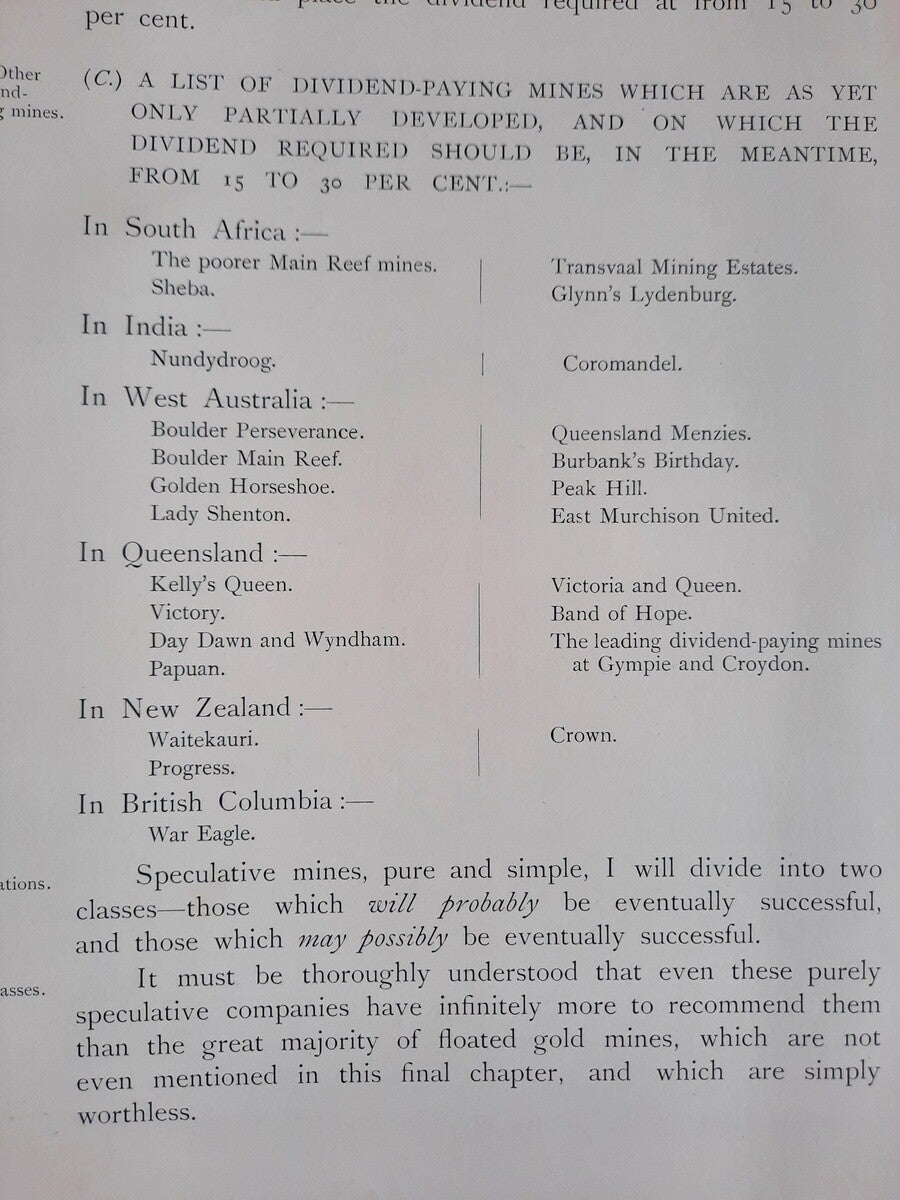 place the dividend required at from 15 to 30
per cent.
Other
nd-
g mines.
(C.) A LIST OF DIVIDEND-PAYING MINES WHICH ARE AS YET
ONLY PARTIALLY DEVELOPED, AND ON WHICH THE
DIVIDEND REQUIRED SHOULD BE, IN THE MEANTIME,
FROM 15 TO 30 PER CENT.:—
In South Africa :—
The poorer Main Reef mines.
Sheba.
Transvaal Mining Estates.
Glynn's Lydenburg.
In India :—
Nundydroog.
Coromandel.
In West Australia :—
Boulder Perseverance.
Boulder Main Reef.
Golden Horseshoe.
Lady Shenton.
Queensland Menzies.
Burbank's Birthday.
Peak Hill.
East Murchison United.
In Queensland :—
Kelly's Queen.
Victory.
Day Dawn and Wyndham.
Papuan.
Victoria and Queen.
Band of Hope.
The leading dividend-paying mines
at Gympie and Croydon.
In New Zealand :—
Waitekauri.
Progress.
Crown.
In British Columbia :—
War Eagle.
ations.
Speculative mines, pure and simple, I will divide into two
classes—those which will probably be eventually successful,
and those which may possibly be eventually successful.
asses.
It must be thoroughly understood that even these purely
speculative companies have infinitely more to recommend them
than the great majority of floated gold mines, which are not
even mentioned in this final chapter, and which are simply
worthless.